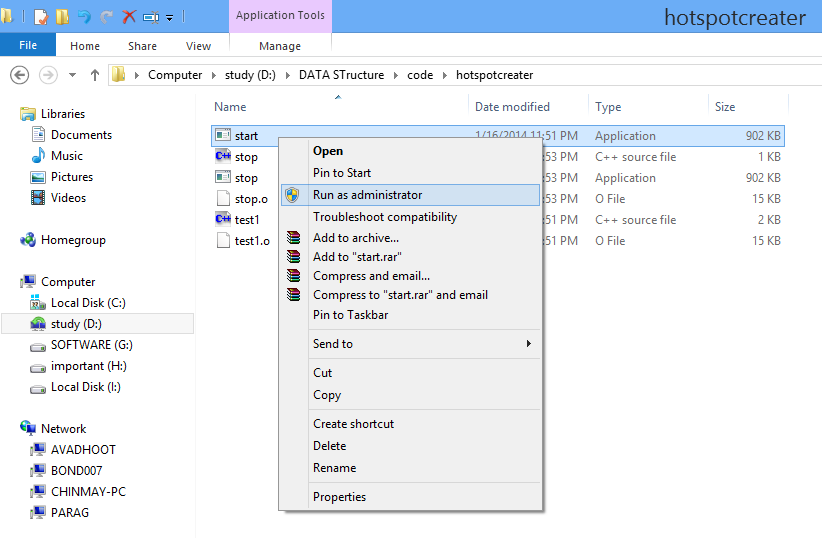 Application Tools
hotspotcreater
File Home Share View Manage
Computer study (D:) DATA STructure code hotspotcreater
Name Date modified Type Size
Libraries
Documents
Music
Pictures
Videos
Homegroup
Computer
Local Disk (C:)
study (D:)
SOFTWARE (G:)
important (H:)
Local Disk (I:)
Network
AVADHOOT
BOND007
CHINMAY-PC
PARAG
start 1/16/2014 11:51 PM Application 902 KB
stop :53 PM C++ source file 1 KB
stop :53 PM Application 902 KB
stop.o :53 PM O File 15 KB
test1 :51 PM C++ source file 2 KB
test1.o :51 PM O File 15 KB
Open
Pin to Start
Run as administrator
Troubleshoot compatibility
Add to archive...
Add to "start.rar"
Compress and email...
Compress to "start.rar" and email
Pin to Taskbar
Send to
Cut
Copy
Create shortcut
Delete
Rename
Properties